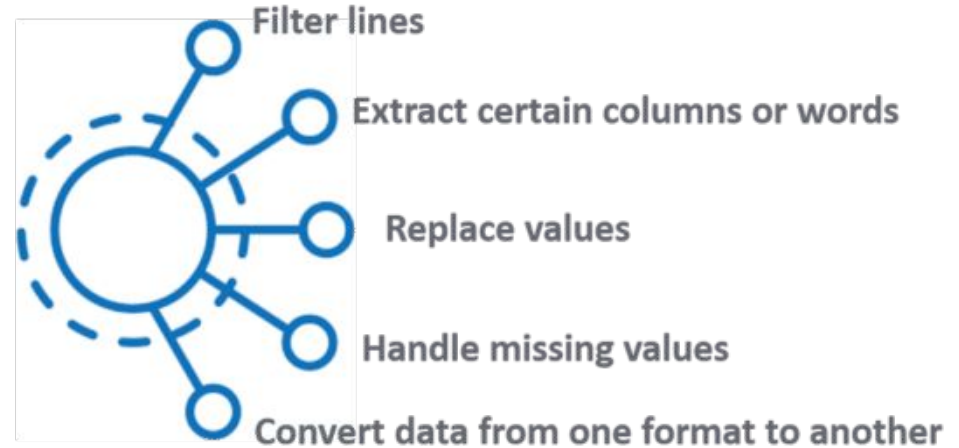 Filter lines
Extract certain columns or words
Replace values
Handle missing values
Convert data from one format to another